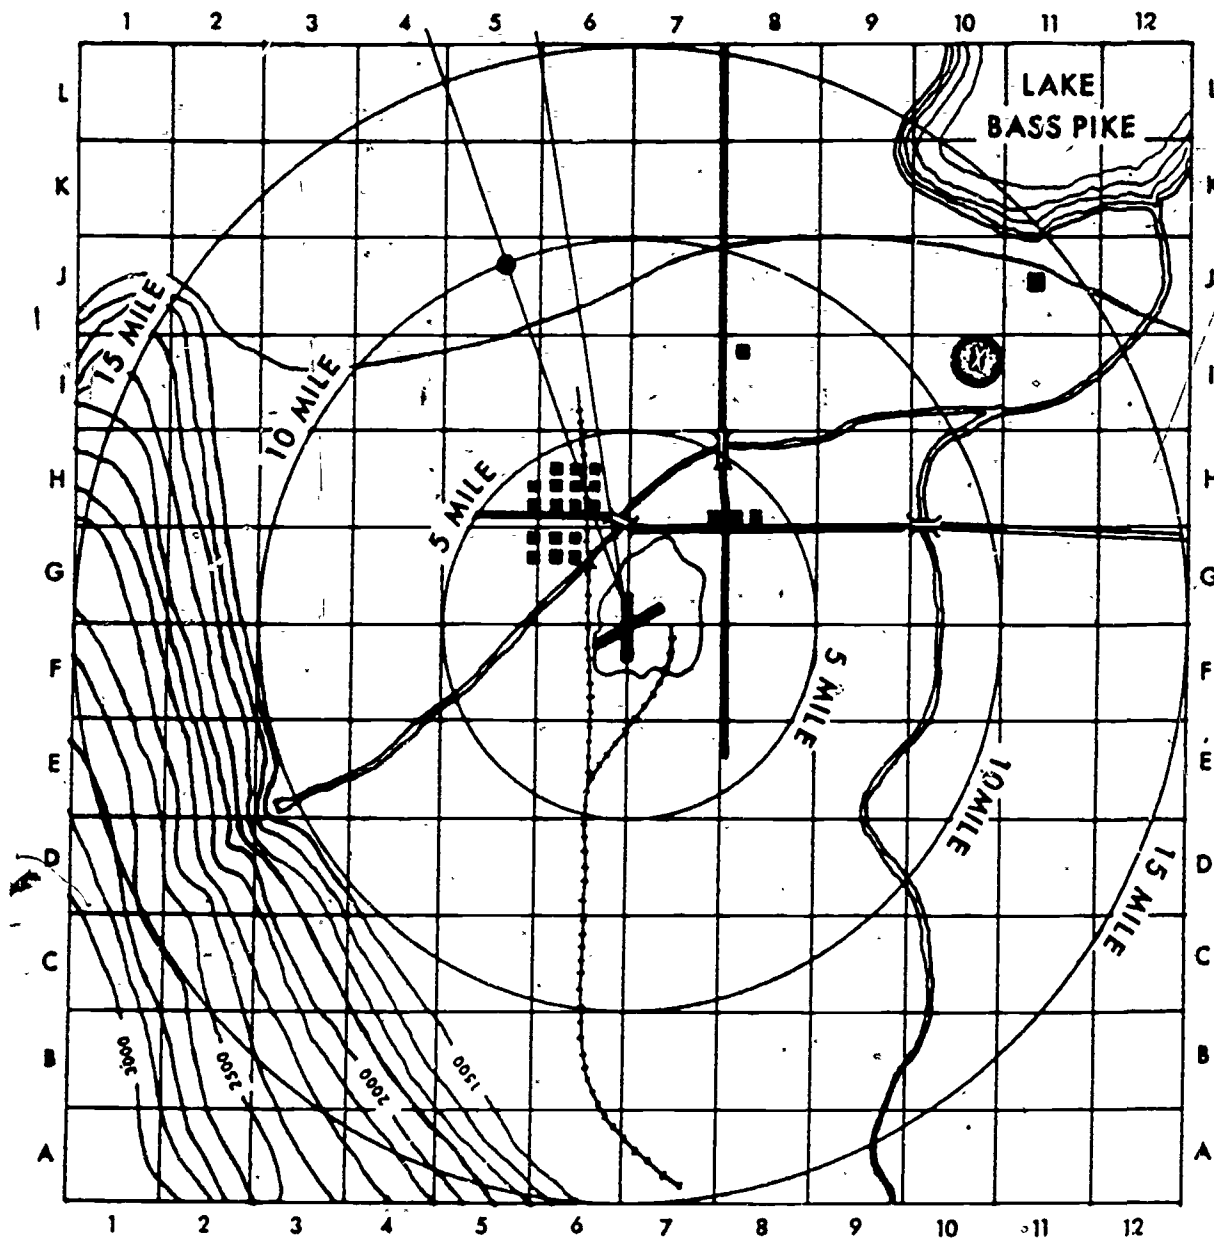 1 2 3 4 5 6 7 8 9 10 11 12
L LAKE L
BASS PIKE
K K
J J
15 MILE
I 10 MILE I
H 5 MILE H
G G
F 5 MILE F
E 10 MILE E
D 15 MILE D
C C
B 3000 2500 2000 1500 B
A A
1 2 3 4 5 6 7 8 9 10 11 12